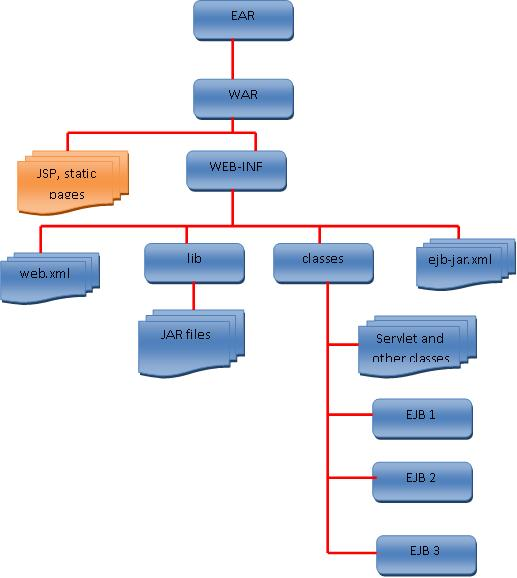 EAR
WAR
JSP, static
pages
WEB-INF
web.xml
lib
classes
ejb-jar.xml
JAR files
Servlet and
other classes
EJB 1
EJB 2
EJB 3